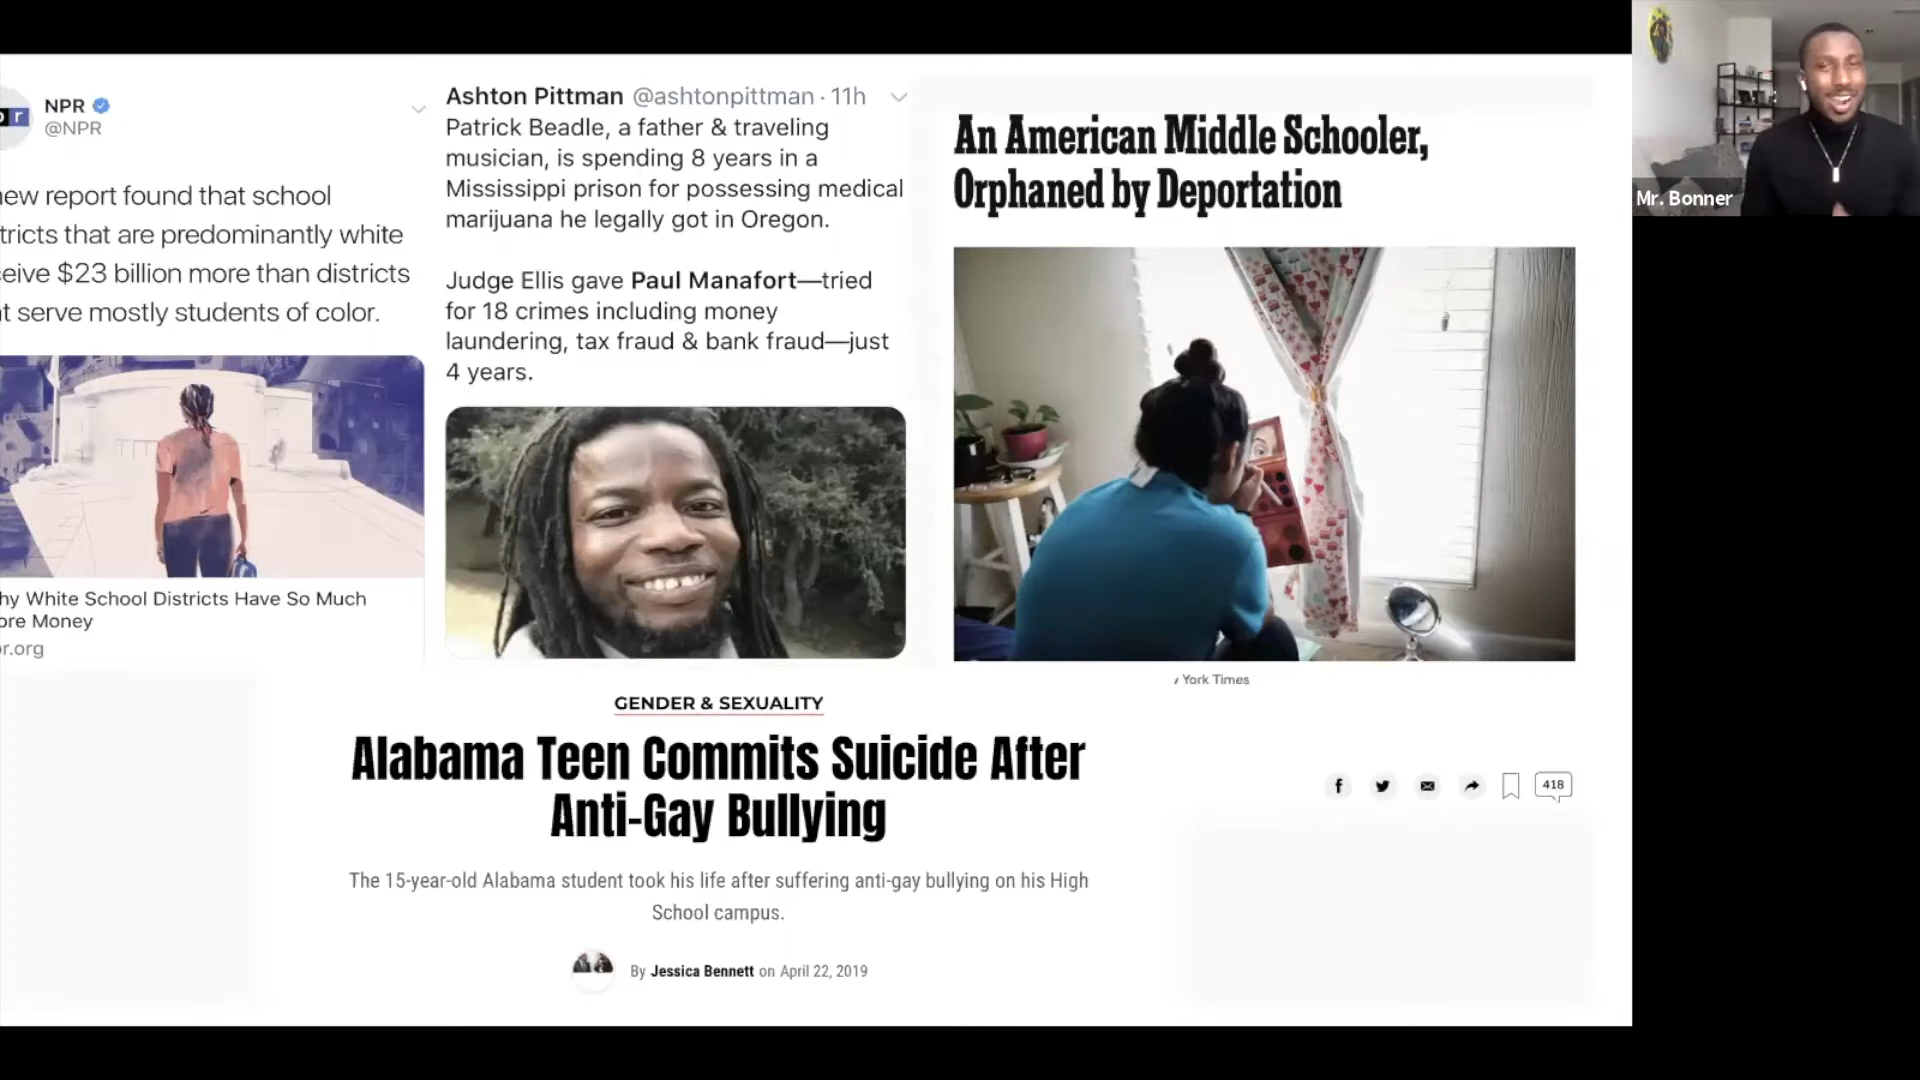 NPR
@NPR
ew report found that school
tricts that are predominantly white
eive $23 billion more than districts
t serve mostly students of color.
hy White School Districts Have So Much
ore Money
r.org
Ashton Pittman @ashtonpittman · 11h
Patrick Beadle, a father & traveling
musician, is spending 8 years in a
Mississippi prison for possessing medical
marijuana he legally got in Oregon.
Judge Ellis gave Paul Manafort—tried
for 18 crimes including money
laundering, tax fraud & bank fraud—just
4 years.
An American Middle Schooler,
Orphaned by Deportation
York Times
GENDER & SEXUALITY
Alabama Teen Commits Suicide After
Anti-Gay Bullying
The 15-year-old Alabama student took his life after suffering anti-gay bullying on his High
School campus.
By Jessica Bennett on April 22, 2019
418
Mr. Bonner